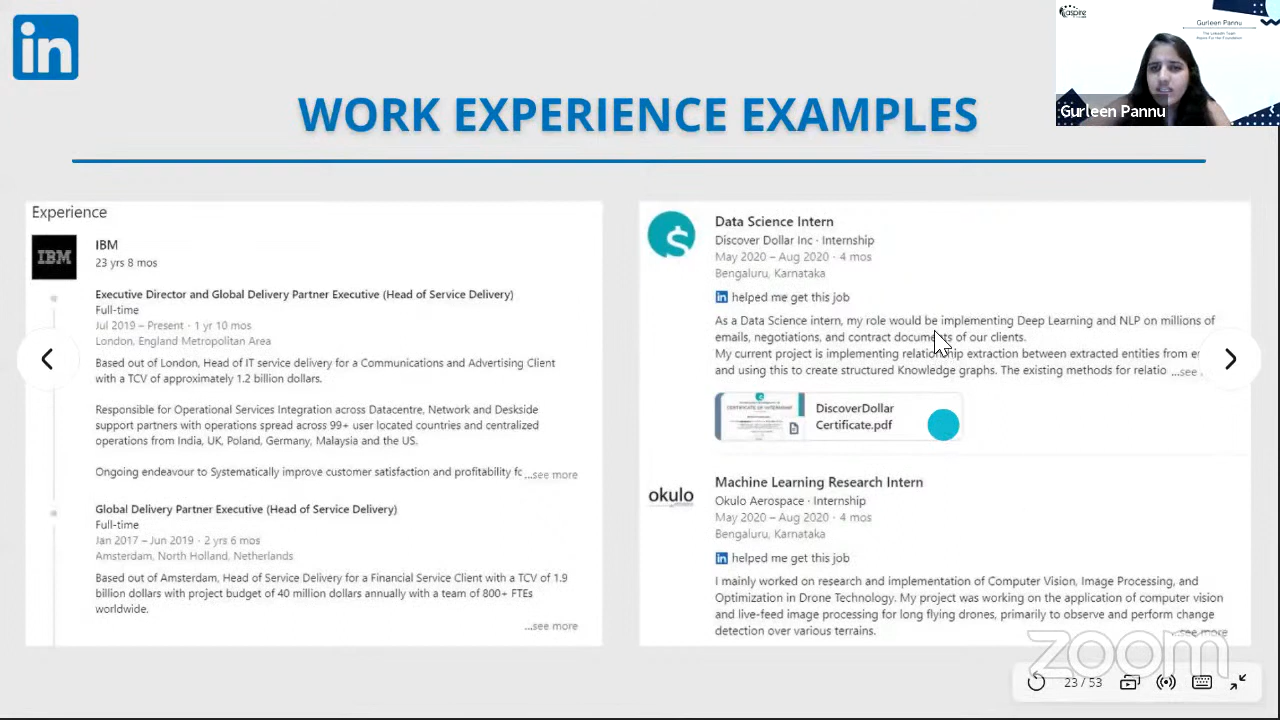 in
WORK EXPERIENCE EXAMPLES
aspire
Gurleen Pannu
The LinkedIn Team
Aspire For Her Foundation
Gurleen Pannu
Experience
IBM
IBM
23 yrs 8 mos
Executive Director and Global Delivery Partner Executive (Head of Service Delivery)
Full-time
Jul 2019 – Present · 1 yr 10 mos
London, England Metropolitan Area
Based out of London, Head of IT service delivery for a Communications and Advertising Client
with a TCV of approximately 1.2 billion dollars.
Responsible for Operational Services Integration across Datacentre, Network and Deskside
support partners with operations spread across 99+ user located countries and centralized
operations from India, UK, Poland, Germany, Malaysia and the US.
Ongoing endeavour to Systematically improve customer satisfaction and profitability fc ...see more
Global Delivery Partner Executive (Head of Service Delivery)
Full-time
Jan 2017 – Jun 2019 · 2 yrs 6 mos
Amsterdam, North Holland, Netherlands
Based out of Amsterdam, Head of Service Delivery for a Financial Service Client with a TCV of 1.9
billion dollars with project budget of 40 million dollars annually with a team of 800+ FTEs
worldwide.
...see more
Data Science Intern
Discover Dollar Inc · Internship
May 2020 – Aug 2020 · 4 mos
Bengaluru, Karnataka
in helped me get this job
As a Data Science intern, my role would be implementing Deep Learning and NLP on millions of
emails, negotiations, and contract documents of our clients.
My current project is implementing relationship extraction between extracted entities from
and using this to create structured Knowledge graphs. The existing methods for relatio ...see
CERTIFICATE OF INTERNSHIP
DiscoverDollar
Certificate.pdf
okulo
Machine Learning Research Intern
Okulo Aerospace · Internship
May 2020 – Aug 2020 · 4 mos
Bengaluru, Karnataka
in helped me get this job
I mainly worked on research and implementation of Computer Vision, Image Processing, and
Optimization in Drone Technology. My project was working on the application of computer vision
and live-feed image processing for long flying drones, primarily to observe and perform change
detection over various terrains. ...see more
zoom
23 / 53